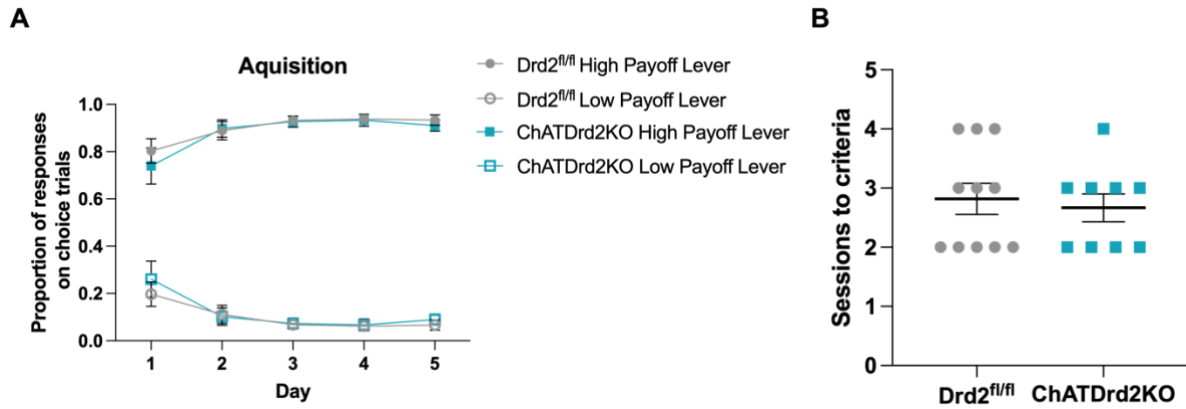 A
Aquisition
Drd2fl/fl High Payoff Lever
Drd2fl/fl Low Payoff Lever
ChATDrd2KO High Payoff Lever
ChATDrd2KO Low Payoff Lever
Proportion of responses
on choice trials
1.0
0.8
0.6
0.4
0.2
0.0
1 2 3 4 5
Day
B
Sessions to criteria
5
4
3
2
1
0
Drd2fl/fl ChATDrd2KO